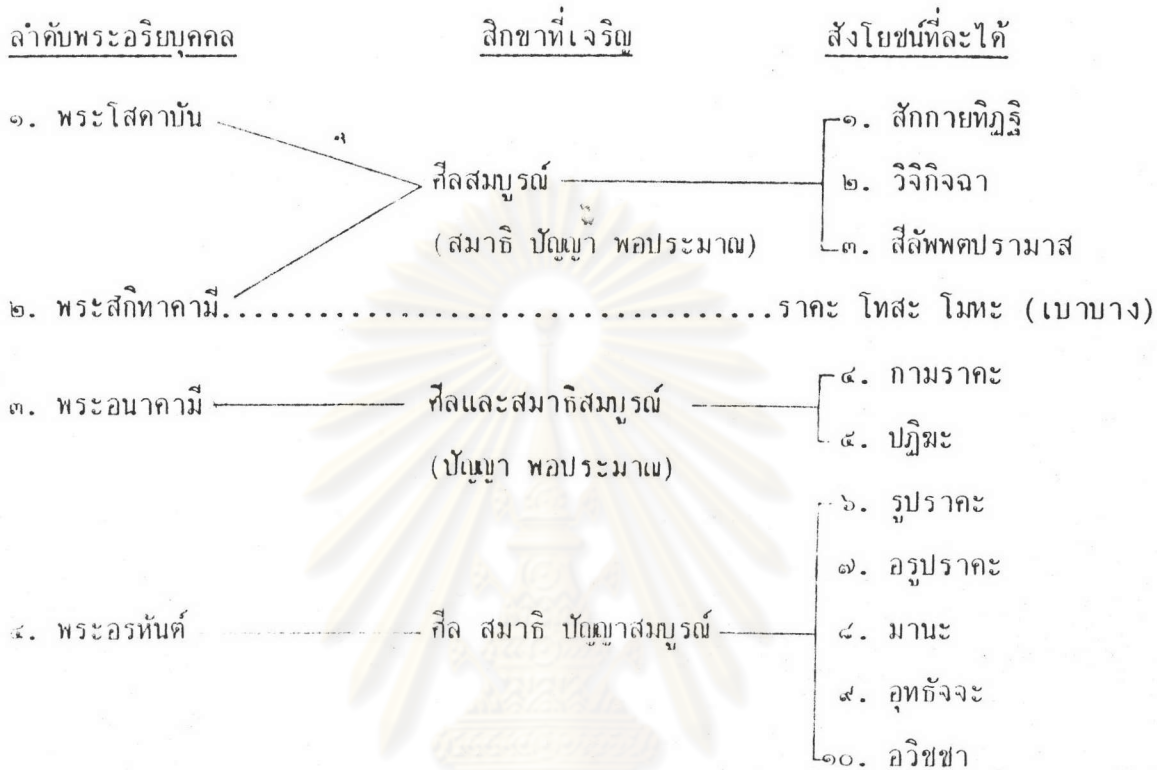 ลำดับพระอริยบุคคล สิกขาที่เจริญ สังโยชน์ที่ละได้
๑. พระโสดาบัน ๑. สักกายทิฏฐิ
ศีลสมบูรณ์ ๒. วิจิกิจฉา
(สมาธิ ปัญญา พอประมาณ) ๓. สีลัพพตปรามาส
๒. พระสกิทาคามี..................................ราคะ โทสะ โมหะ (เบาบาง)
๓. พระอนาคามี ศีลและสมาธิสมบูรณ์ ๔. กามราคะ
(ปัญญา พอประมาณ) ๕. ปฏิฆะ
๖. รูปราคะ
๗. อรูปราคะ
๔. พระอรหันต์ ศีล สมาธิ ปัญญาสมบูรณ์ ๘. มานะ
๙. อุทธัจจะ
๑๐. อวิชชา